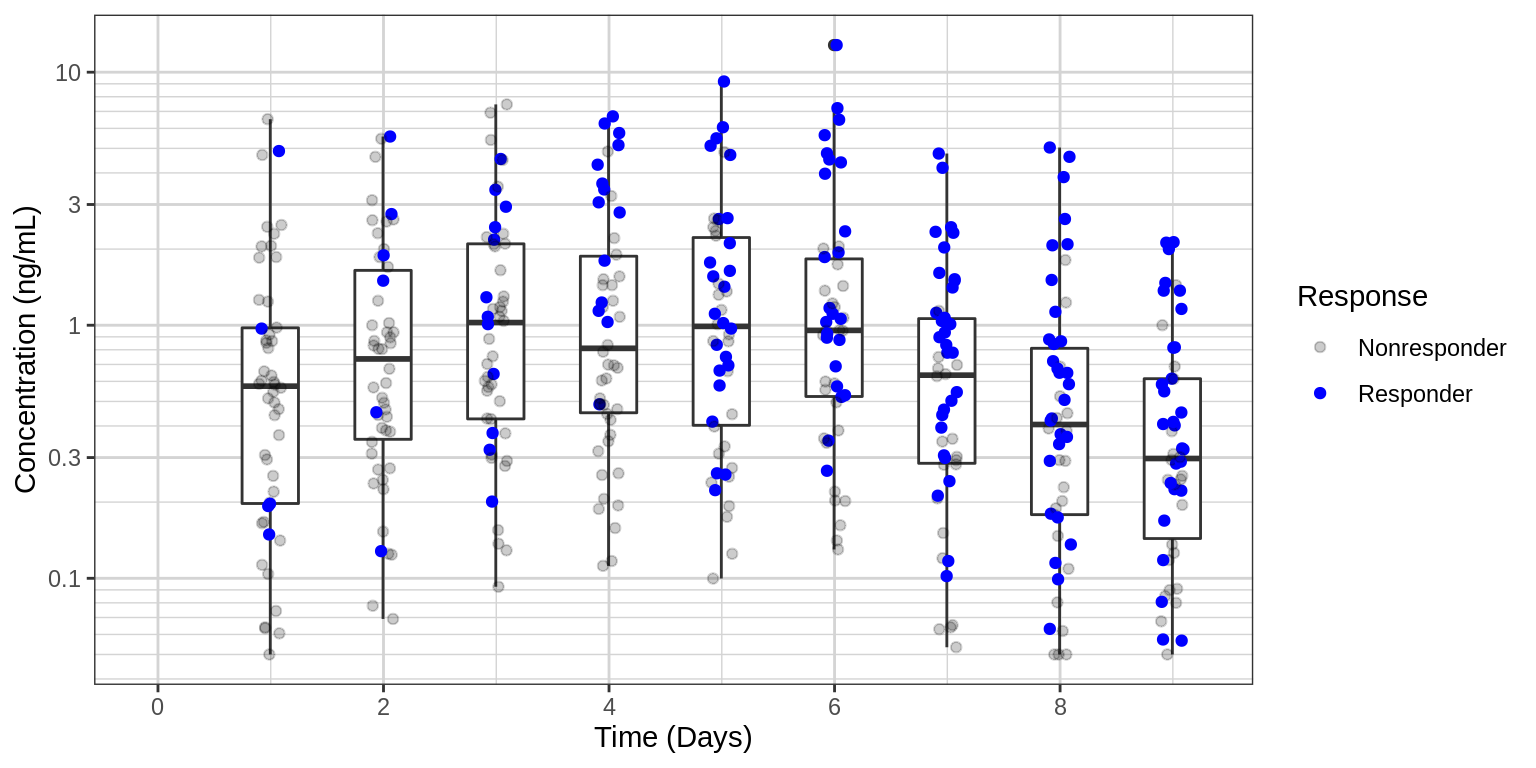 Concentration (ng/mL)
10
3
1
0.3
0.1
0 2 4 6 8
Time (Days)
Response
Nonresponder
Responder